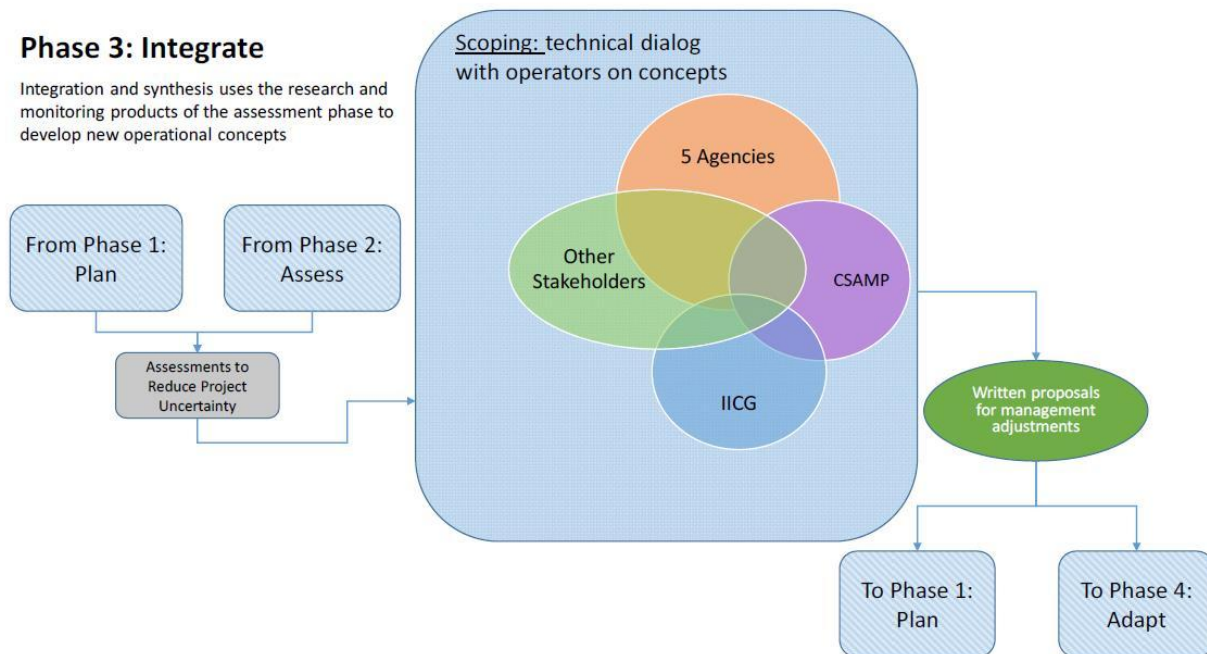 Phase 3: Integrate
Integration and synthesis uses the research and
monitoring products of the assessment phase to
develop new operational concepts
Scoping: technical dialog
with operators on concepts
5 Agencies
Other
Stakeholders
CSAMP
IICG
From Phase 1:
Plan
From Phase 2:
Assess
Assessments to
Reduce Project
Uncertainty
Written proposals
for management
adjustments
To Phase 1:
Plan
To Phase 4:
Adapt